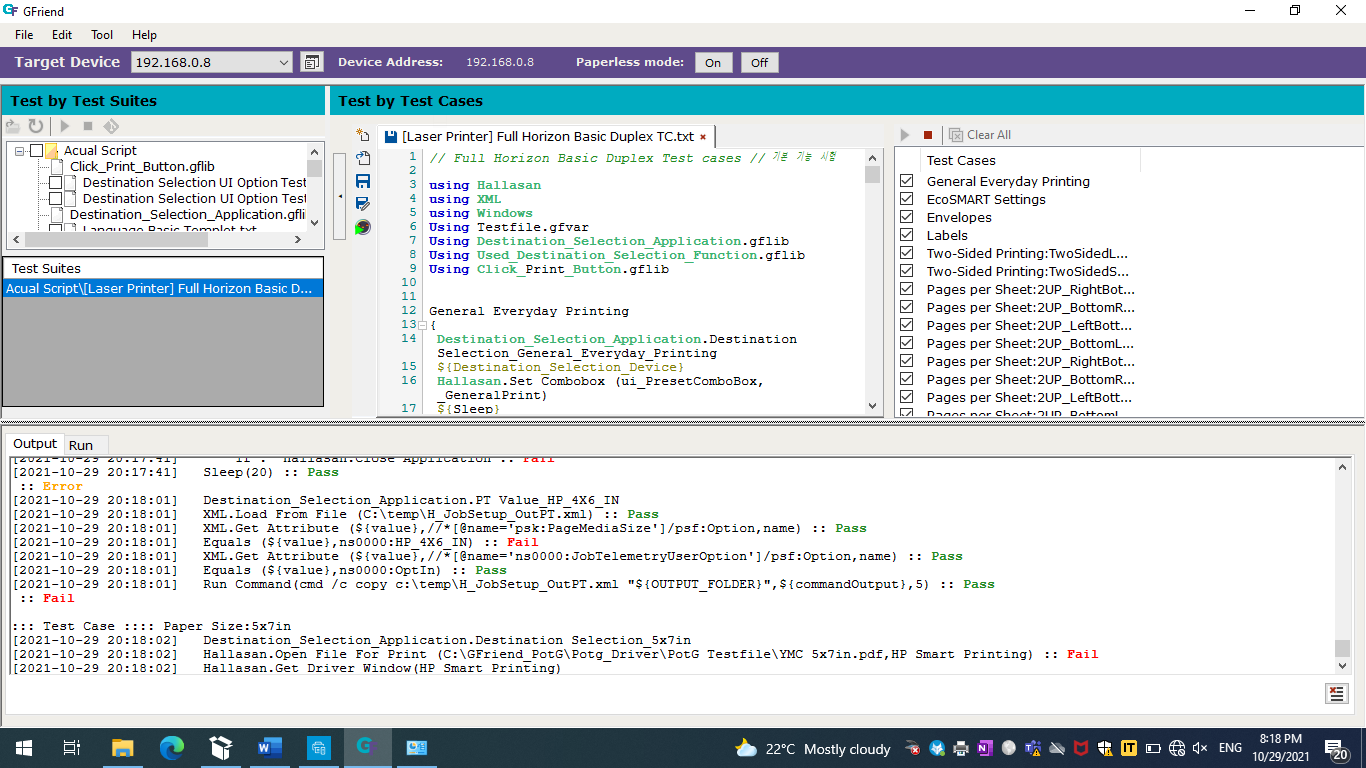 GFriend
File Edit Tool Help
Target Device 192.168.0.8 Device Address: 192.168.0.8 Paperless mode: On Off
Test by Test Suites
Test by Test Cases
Acual Script
Click_Print_Button.gflib
Destination Selection UI Option Test
Destination Selection UI Option Test
Destination_Selection_Application.gfli
Language Basic Templet.txt
Test Suites
Acual Script\[Laser Printer] Full Horizon Basic D...
[Laser Printer] Full Horizon Basic Duplex TC.txt ×
1 // Full Horizon Basic Duplex Test cases // 기본 기능 시험
2
3 using Hallasan
4 using XML
5 using Windows
6 Using Testfile.gfvar
7 Using Destination_Selection_Application.gflib
8 Using Used_Destination_Selection_Function.gflib
9 Using Click_Print_Button.gflib
10
11
12 General Everyday Printing
13 {
14 Destination_Selection_Application.Destination
Selection_General_Everyday_Printing
15 ${Destination_Selection_Device}
16 Hallasan.Set Combobox (ui_PresetComboBox,
_GeneralPrint)
17 ${Sleep}
Clear All
Test Cases
General Everyday Printing
EcoSMART Settings
Envelopes
Labels
Two-Sided Printing:TwoSidedL...
Two-Sided Printing:TwoSidedS...
Pages per Sheet:2UP_RightBot...
Pages per Sheet:2UP_BottomR...
Pages per Sheet:2UP_LeftBott...
Pages per Sheet:2UP_BottomL...
Pages per Sheet:2UP_RightBot...
Pages per Sheet:2UP_BottomR...
Pages per Sheet:2UP_LeftBott...
Pages per Sheet:2UP_BottomL...
Output Run
[2021-10-29 20:17:41] if : Hallasan.Close Application :: Fail
[2021-10-29 20:17:41] Sleep(20) :: Pass
:: Error
[2021-10-29 20:18:01] Destination_Selection_Application.PT Value_HP_4X6_IN
[2021-10-29 20:18:01] XML.Load From File (C:\temp\H_JobSetup_OutPT.xml) :: Pass
[2021-10-29 20:18:01] XML.Get Attribute (${value},//*[@name='psk:PageMediaSize']/psf:Option,name) :: Pass
[2021-10-29 20:18:01] Equals (${value},ns0000:HP_4X6_IN) :: Fail
[2021-10-29 20:18:01] XML.Get Attribute (${value},//*[@name='ns0000:JobTelemetryUserOption']/psf:Option,name) :: Pass
[2021-10-29 20:18:01] Equals (${value},ns0000:OptIn) :: Pass
[2021-10-29 20:18:01] Run Command(cmd /c copy c:\temp\H_JobSetup_OutPT.xml "${OUTPUT_FOLDER}",${commandOutput},5) :: Pass
:: Fail
::: Test Case :::: Paper Size:5x7in
[2021-10-29 20:18:02] Destination_Selection_Application.Destination Selection_5x7in
[2021-10-29 20:18:02] Hallasan.Open File For Print (C:\GFriend_PotG\Potg_Driver\PotG Testfile\YMC 5x7in.pdf,HP Smart Printing) :: Fail
[2021-10-29 20:18:02] Hallasan.Get Driver Window(HP Smart Printing)
22°C Mostly cloudy ENG 8:18 PM
10/29/2021
20